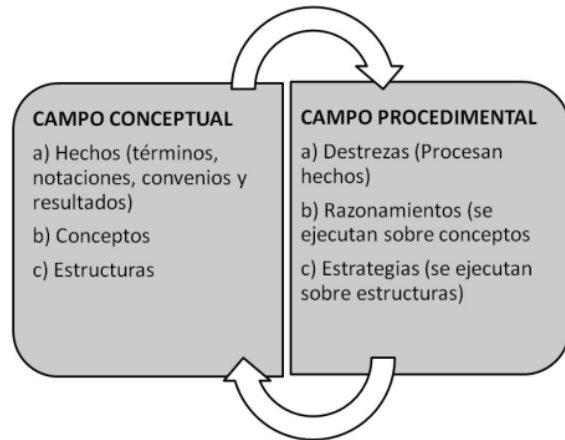 CAMPO CONCEPTUAL
a) Hechos (términos,
notaciones, convenios y
resultados)
b) Conceptos
c) Estructuras
CAMPO PROCEDIMENTAL
a) Destrezas (Procesan
hechos)
b) Razonamientos (se
ejecutan sobre conceptos
c) Estrategias (se ejecutan
sobre estructuras)